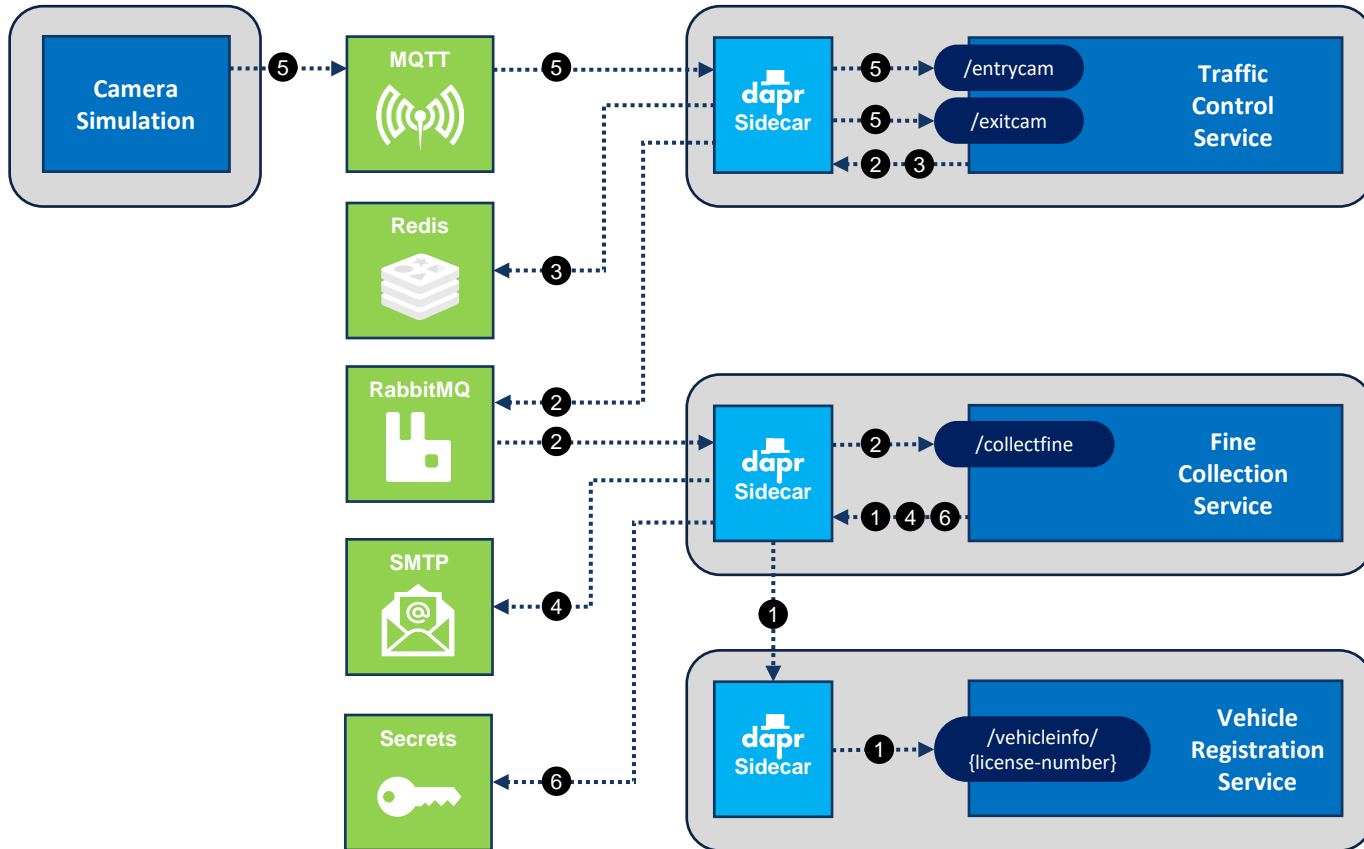 Camera
Simulation
5
MQTT
5
dapr
Sidecar
5
/entrycam
5
/exitcam
2 3
Traffic
Control
Service
Redis
3
RabbitMQ
2
2
dapr
Sidecar
2
/collectfine
1 4 6
Fine
Collection
Service
SMTP
@
4
1
Secrets
6
dapr
Sidecar
1
/vehicleinfo/
{license-number}
Vehicle
Registration
Service